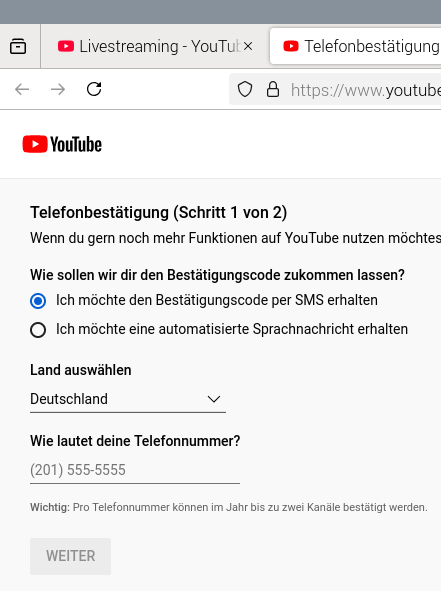 Livestreaming - YouTub
Telefonbestätigung
https://www.youtube
YouTube
Telefonbestätigung (Schritt 1 von 2)
Wenn du gern noch mehr Funktionen auf YouTube nutzen möchtes
Wie sollen wir dir den Bestätigungscode zukommen lassen?
Ich möchte den Bestätigungscode per SMS erhalten
Ich möchte eine automatisierte Sprachnachricht erhalten
Land auswählen
Deutschland
Wie lautet deine Telefonnummer?
(201) 555-5555
Wichtig: Pro Telefonnummer können im Jahr bis zu zwei Kanäle bestätigt werden.
WEITER